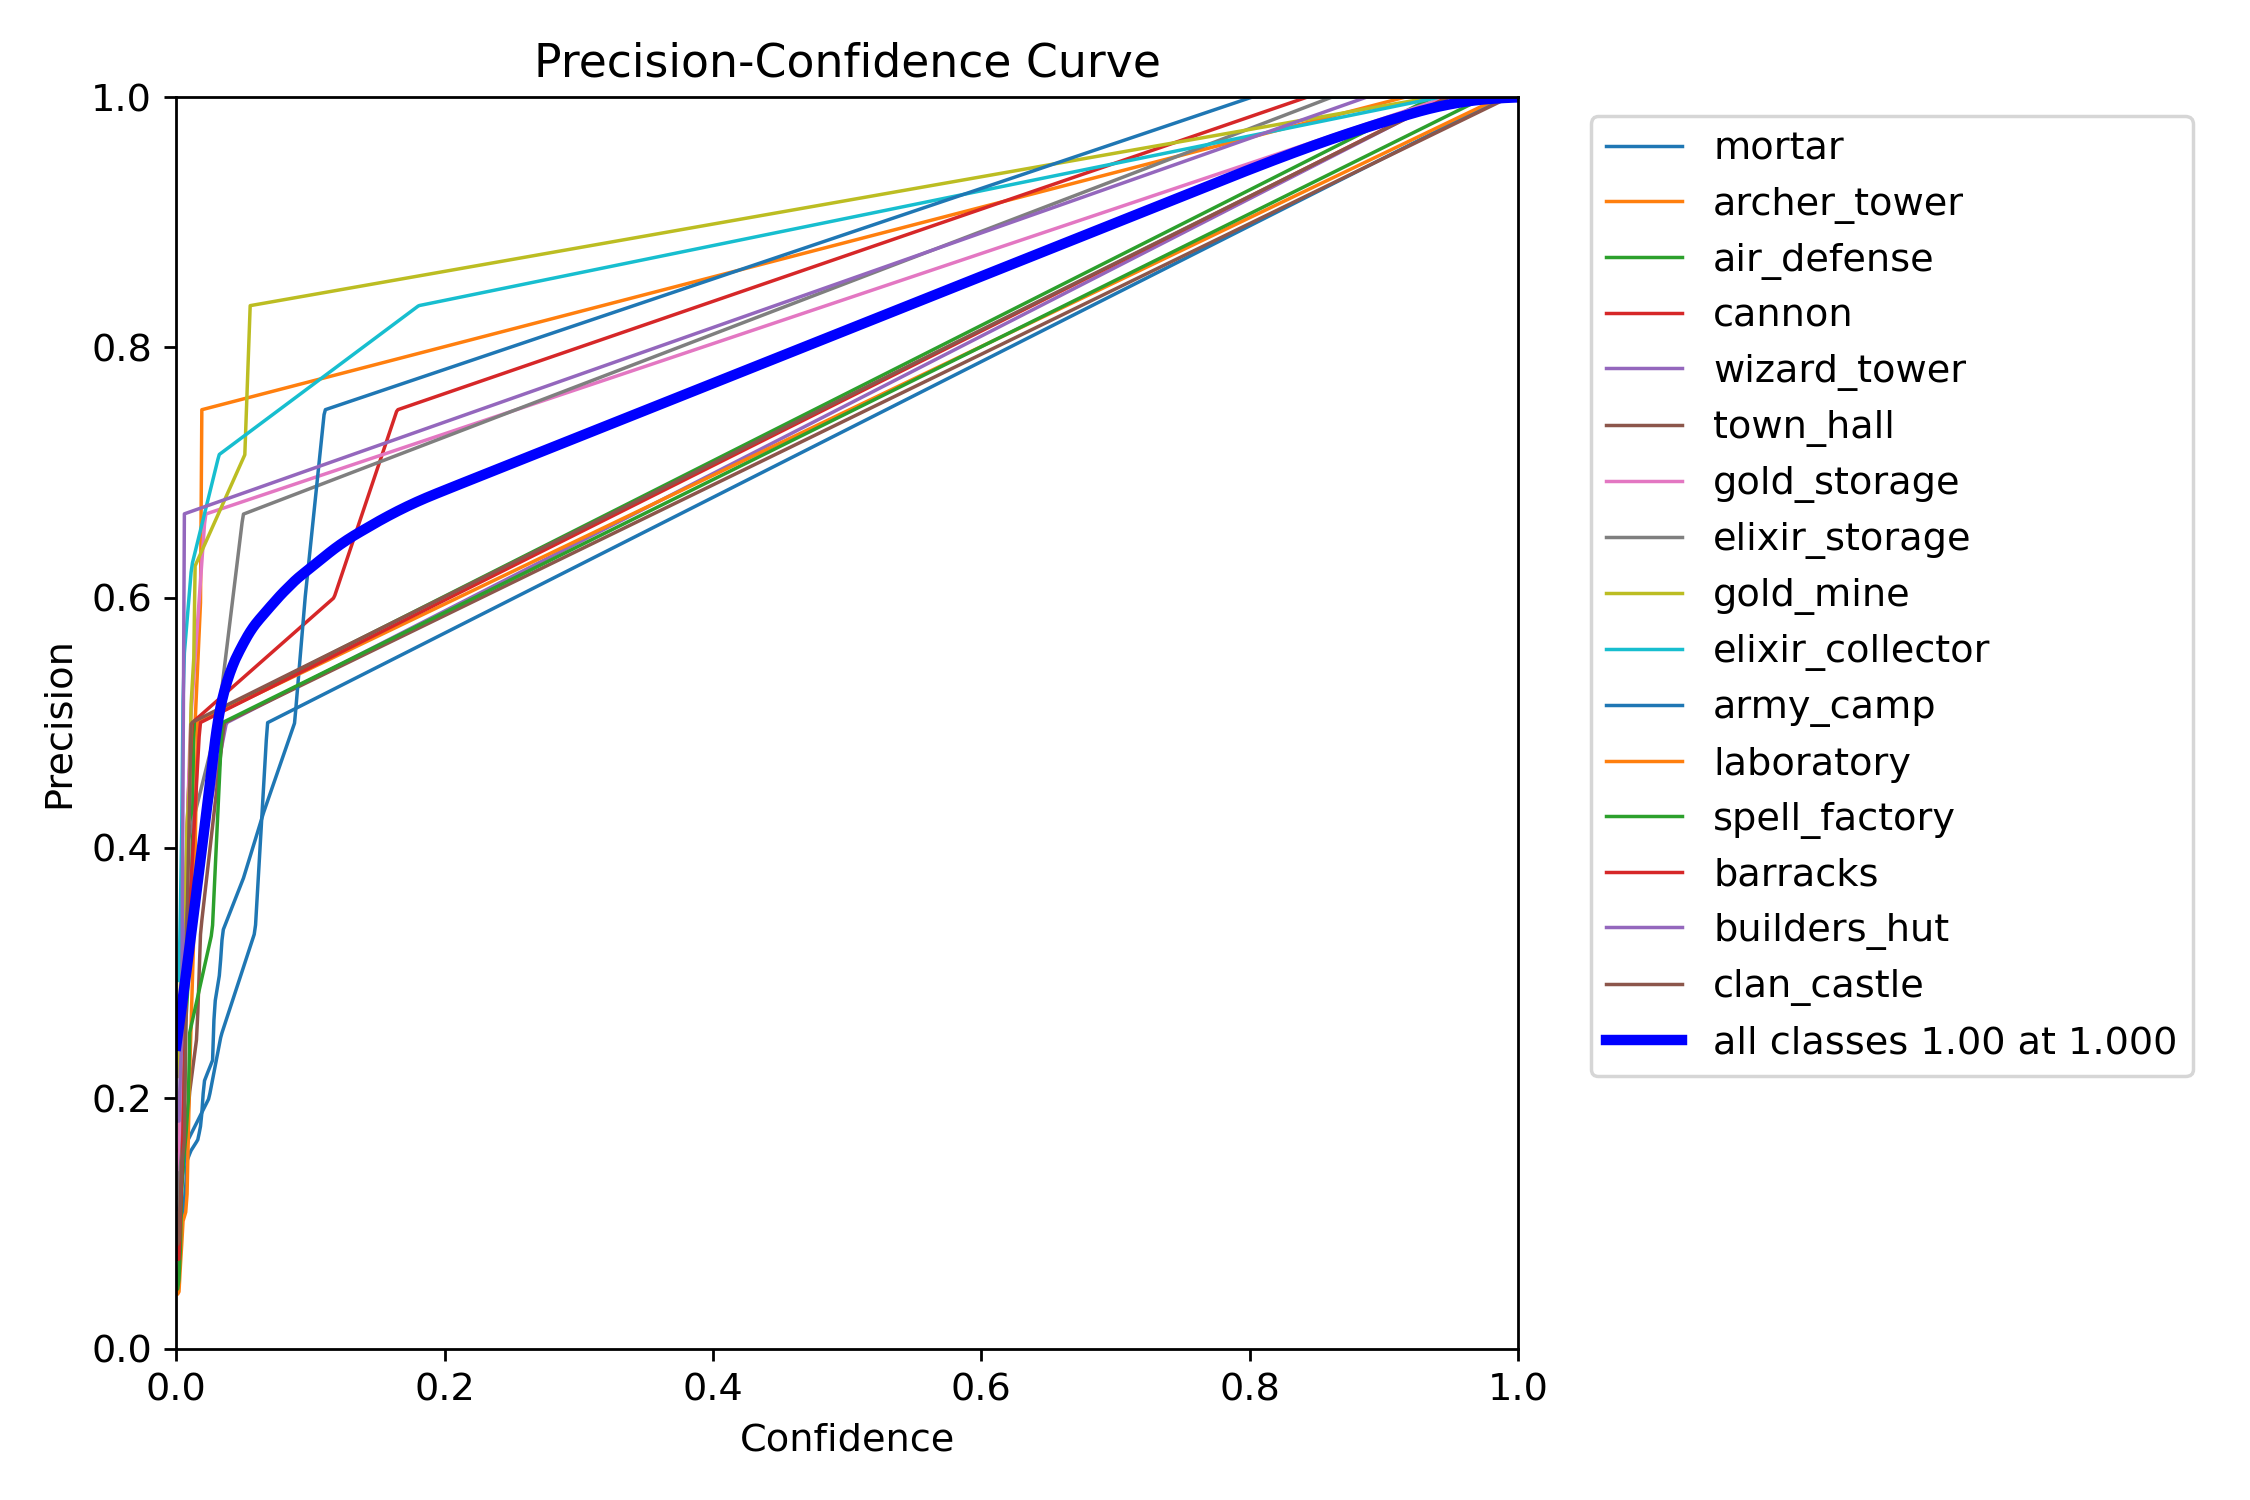 Precision-Confidence Curve
1.0
0.8
0.6
0.4
0.2
0.0
Precision
0.0 0.2 0.4 0.6 0.8 1.0
Confidence
mortar
archer_tower
air_defense
cannon
wizard_tower
town_hall
gold_storage
elixir_storage
gold_mine
elixir_collector
army_camp
laboratory
spell_factory
barracks
builders_hut
clan_castle
all classes 1.00 at 1.000